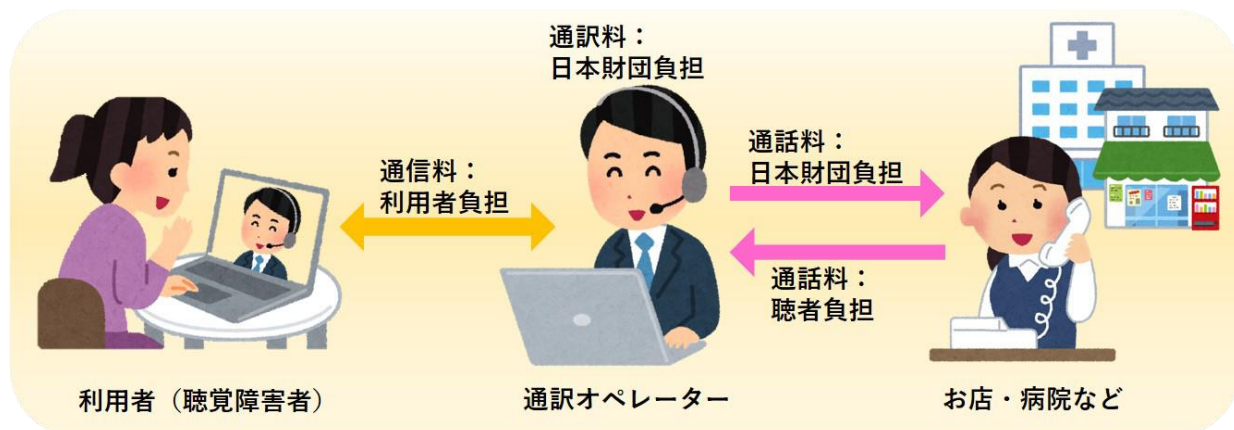 通訳料：
日本財団負担
通信料：
利用者負担
通話料：
日本財団負担
通話料：
聴者負担
利用者（聴覚障害者）
通訳オペレーター
お店・病院など